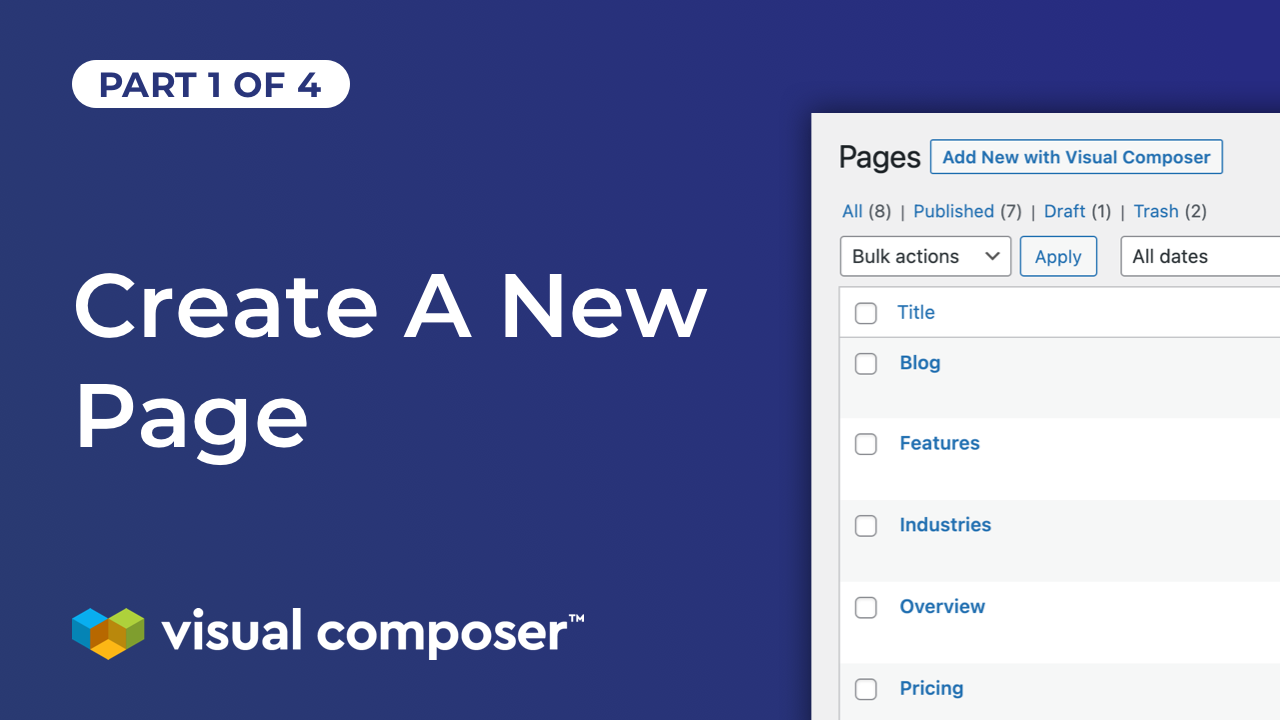 PART 1 OF 4
Create A New
Page
visual composer™
Pages Add New with Visual Composer
All (8) | Published (7) | Draft (1) | Trash (2)
Bulk actions Apply All dates
Title
Blog
Features
Industries
Overview
Pricing